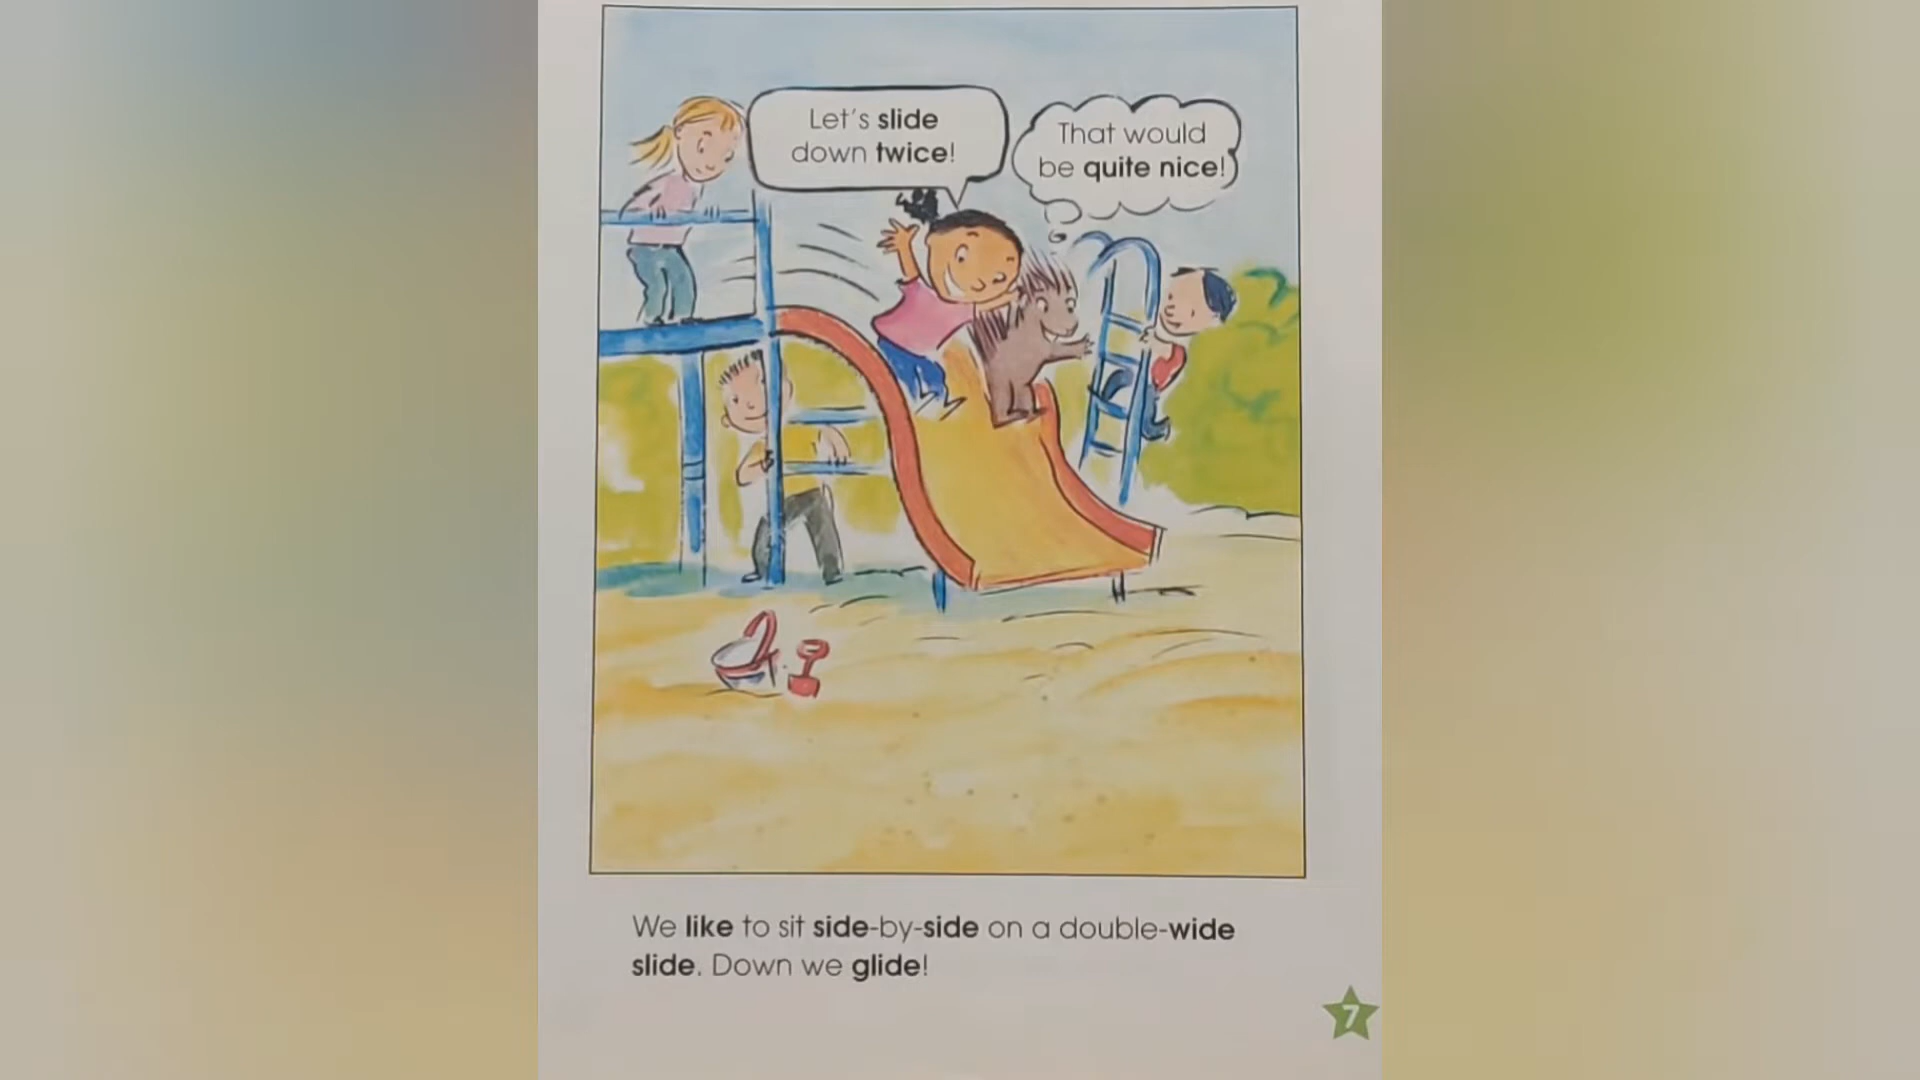 Let's slide
down twice!
That would
be quite nice!
We like to sit side-by-side on a double-wide
slide. Down we glide!
7